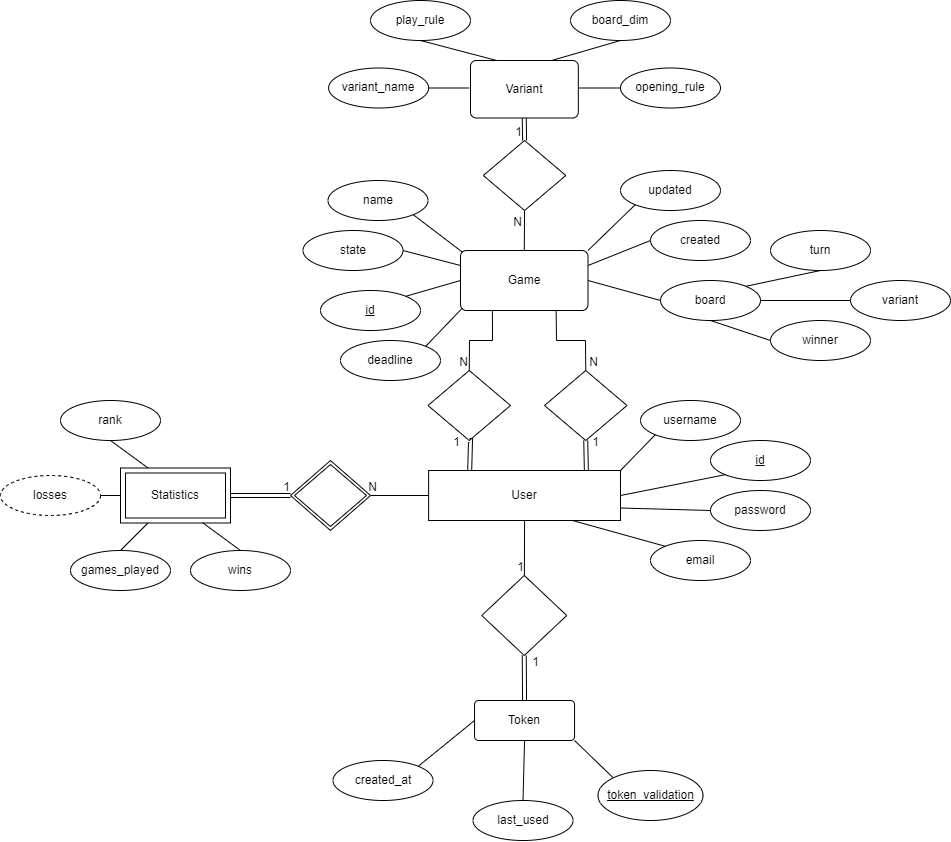 play_rule
board_dim
variant_name
Variant
opening_rule
1
N
name
updated
state
created
Game
turn
id
board
variant
deadline
winner
N
N
1
1
rank
username
id
losses
Statistics
1
N
User
password
games_played
wins
email
1
1
Token
created_at
token_validation
last_used